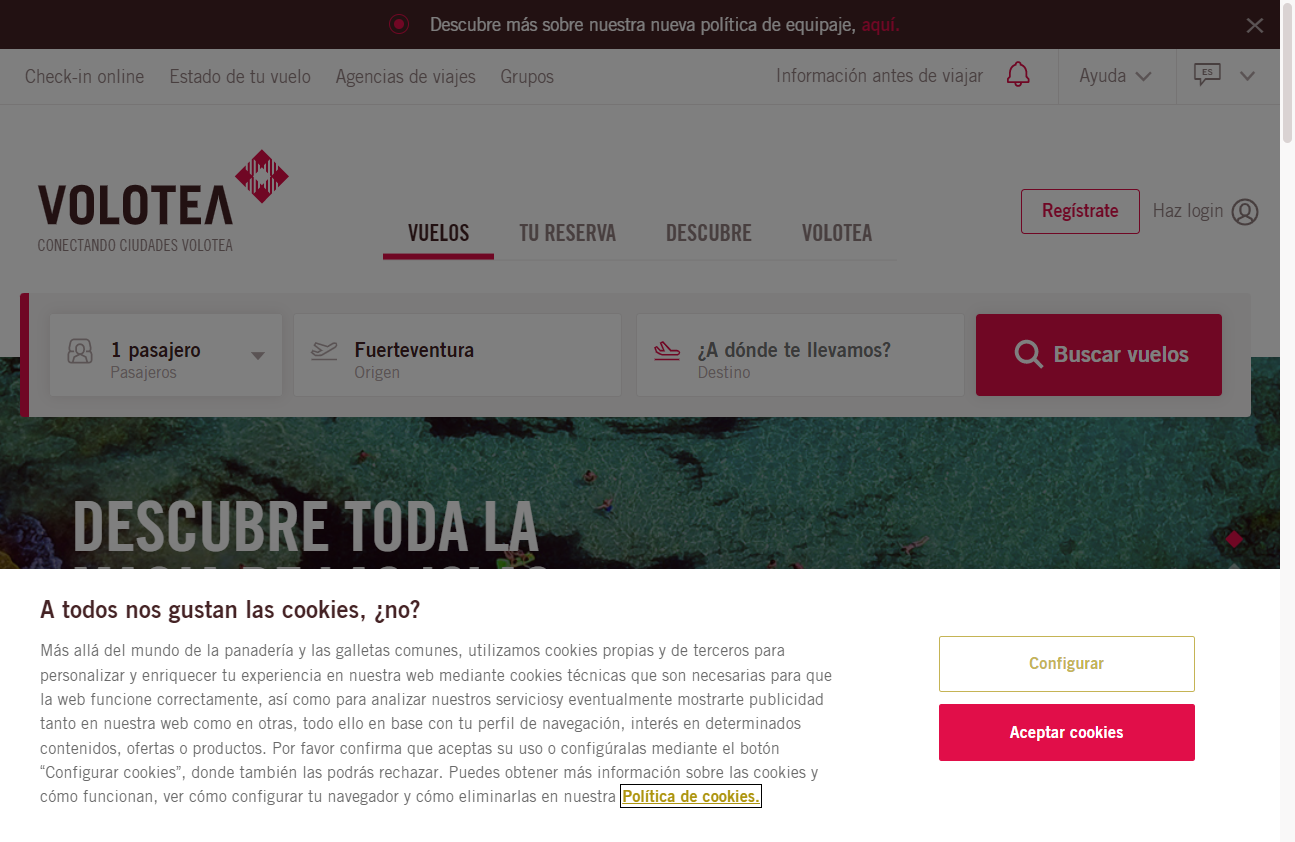 Descubre más sobre nuestra nueva política de equipaje, aquí.
Check-in online Estado de tu vuelo Agencias de viajes Grupos Información antes de viajar Ayuda ES
VOLOTEA
CONECTANDO CIUDADES VOLOTEA
VUELOS TU RESERVA DESCUBRE VOLOTEA
Regístrate Haz login
1 pasajero
Pasajeros
Fuerteventura
Origen
¿A dónde te llevamos?
Destino
Buscar vuelos
DESCUBRE TODA LA
A todos nos gustan las cookies, ¿no?
Más allá del mundo de la panadería y las galletas comunes, utilizamos cookies propias y de terceros para
personalizar y enriquecer tu experiencia en nuestra web mediante cookies técnicas que son necesarias para que
la web funcione correctamente, así como para analizar nuestros serviciosy eventualmente mostrarte publicidad
tanto en nuestra web como en otras, todo ello en base con tu perfil de navegación, interés en determinados
contenidos, ofertas o productos. Por favor confirma que aceptas su uso o configúralas mediante el botón
“Configurar cookies”, donde también las podrás rechazar. Puedes obtener más información sobre las cookies y
cómo funcionan, ver cómo configurar tu navegador y cómo eliminarlas en nuestra Política de cookies.
Configurar
Aceptar cookies